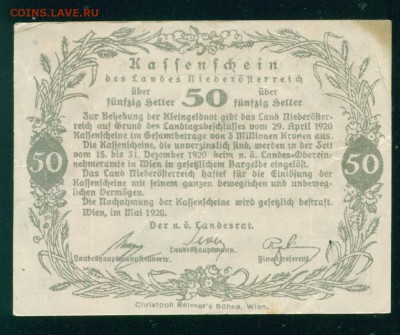 COINS.LAVE.RU
Kassenschein
des Landes Niederösterreich
über 50 über
fünfzig Heller fünfzig Heller
Zur Behebung der Kleingeldnot gibt das Land Niederöster-
reich auf Grund des Landtagsbeschlusses vom 29. April 1920
Kassenscheine im Gesamtbetrage von 3 Millionen Kronen aus.
Die Kassenscheine, die unverzinslich sind, werden in der Zeit
vom 15. bis 31. Dezember 1920 beim n. ö. Landes-Oberein-
nehmeramte in Wien in gesetzlichem Bargelde eingelöst.
Das Land Niederösterreich haftet für die Einlösung der
Kassenscheine mit seinem ganzen beweglichen und unbeweg-
lichen Vermögen.
Die Nachahmung der Kassenscheine wird gesetzlich bestraft.
Wien, im Mai 1920.
50 50
Der n.ö. Landesrat.
Landeshauptmannstellverte. Landeshauptmann. Finanzreferent.
Christoph Reisser's Söhne, Wien.